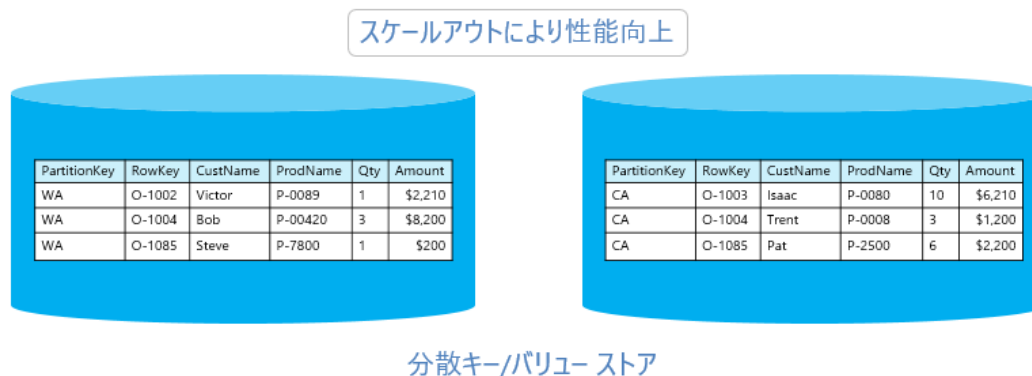 スケールアウトにより性能向上
PartitionKey RowKey CustName ProdName Qty Amount
WA O-1002 Victor P-0089 1 $2,210
WA O-1004 Bob P-00420 3 $8,200
WA O-1085 Steve P-7800 1 $200
PartitionKey RowKey CustName ProdName Qty Amount
CA O-1003 Isaac P-0080 10 $6,210
CA O-1004 Trent P-0008 3 $1,200
CA O-1085 Pat P-2500 6 $2,200
分散キー/バリュー ストア